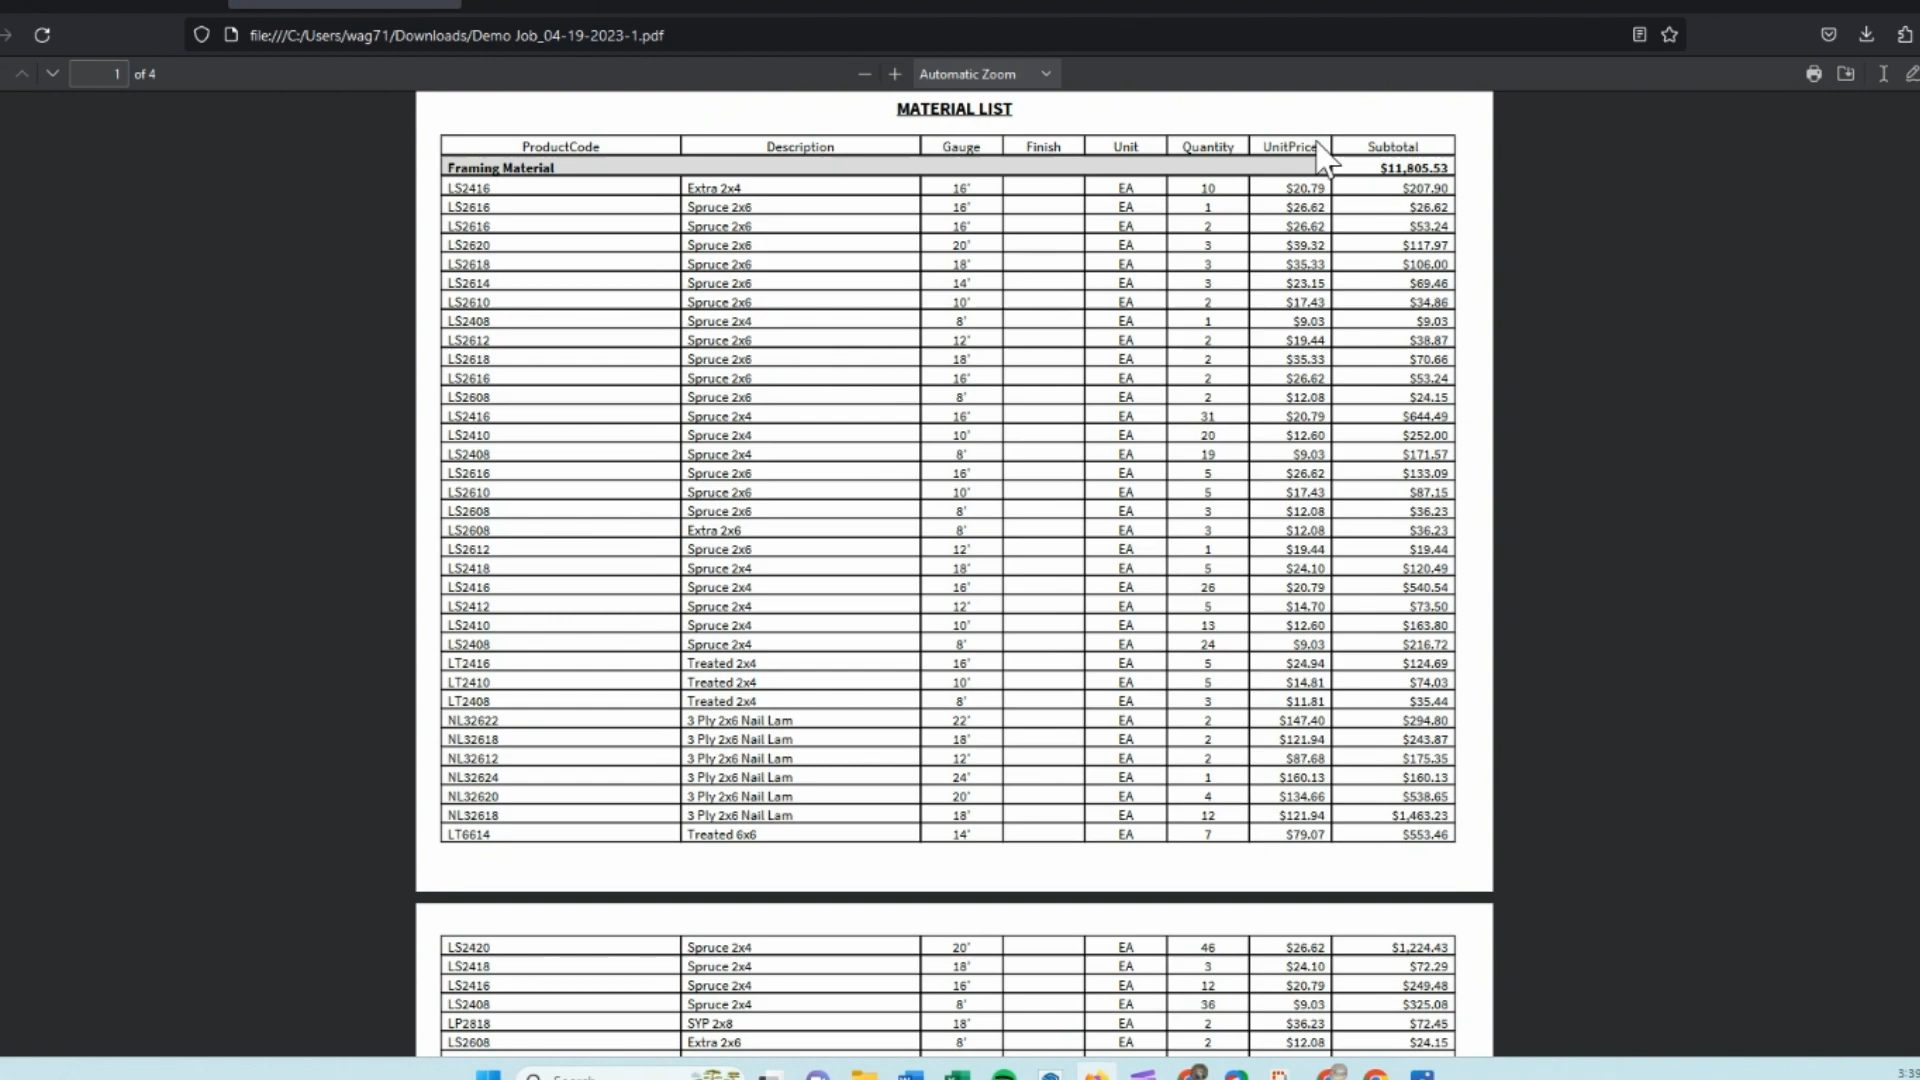 file:///C:/Users/wag71/Downloads/Demo Job_04-19-2023-1.pdf
1 of 4 Automatic Zoom
MATERIAL LIST
ProductCode Description Gauge Finish Unit Quantity UnitPrice Subtotal
Framing Material $11,805.53
LS2416 Extra 2x4 16' EA 10 $20.79 $207.90
LS2616 Spruce 2x6 16' EA 1 $26.62 $26.62
LS2616 Spruce 2x6 16' EA 2 $26.62 $53.24
LS2620 Spruce 2x6 20' EA 3 $39.32 $117.97
LS2618 Spruce 2x6 18' EA 3 $35.33 $106.00
LS2614 Spruce 2x6 14' EA 3 $23.15 $69.46
LS2610 Spruce 2x6 10' EA 2 $17.43 $34.86
LS2408 Spruce 2x4 8' EA 1 $9.03 $9.03
LS2612 Spruce 2x6 12' EA 2 $19.44 $38.87
LS2618 Spruce 2x6 18' EA 2 $35.33 $70.66
LS2616 Spruce 2x6 16' EA 2 $26.62 $53.24
LS2608 Spruce 2x6 8' EA 2 $12.08 $24.15
LS2416 Spruce 2x4 16' EA 31 $20.79 $644.49
LS2410 Spruce 2x4 10' EA 20 $12.60 $252.00
LS2408 Spruce 2x4 8' EA 19 $9.03 $171.57
LS2616 Spruce 2x6 16' EA 5 $26.62 $133.09
LS2610 Spruce 2x6 10' EA 5 $17.43 $87.15
LS2608 Spruce 2x6 8' EA 3 $12.08 $36.23
LS2608 Extra 2x6 8' EA 3 $12.08 $36.23
LS2612 Spruce 2x6 12' EA 1 $19.44 $19.44
LS2418 Spruce 2x4 18' EA 5 $24.10 $120.49
LS2416 Spruce 2x4 16' EA 26 $20.79 $540.54
LS2412 Spruce 2x4 12' EA 5 $14.70 $73.50
LS2410 Spruce 2x4 10' EA 13 $12.60 $163.80
LS2408 Spruce 2x4 8' EA 24 $9.03 $216.72
LT2416 Treated 2x4 16' EA 5 $24.94 $124.69
LT2410 Treated 2x4 10' EA 5 $14.81 $74.03
LT2408 Treated 2x4 8' EA 3 $11.81 $35.44
NL32622 3 Ply 2x6 Nail Lam 22' EA 2 $147.40 $294.80
NL32618 3 Ply 2x6 Nail Lam 18' EA 2 $121.94 $243.87
NL32612 3 Ply 2x6 Nail Lam 12' EA 2 $87.68 $175.35
NL32624 3 Ply 2x6 Nail Lam 24' EA 1 $160.13 $160.13
NL32620 3 Ply 2x6 Nail Lam 20' EA 4 $134.66 $538.65
NL32618 3 Ply 2x6 Nail Lam 18' EA 12 $121.94 $1,463.23
LT6614 Treated 6x6 14' EA 7 $79.07 $553.46
LS2420 Spruce 2x4 20' EA 46 $26.62 $1,224.43
LS2418 Spruce 2x4 18' EA 3 $24.10 $72.29
LS2416 Spruce 2x4 16' EA 12 $20.79 $249.48
LS2408 Spruce 2x4 8' EA 36 $9.03 $325.08
LP2818 SYP 2x8 18' EA 2 $36.23 $72.45
LS2608 Extra 2x6 8' EA 2 $12.08 $24.15